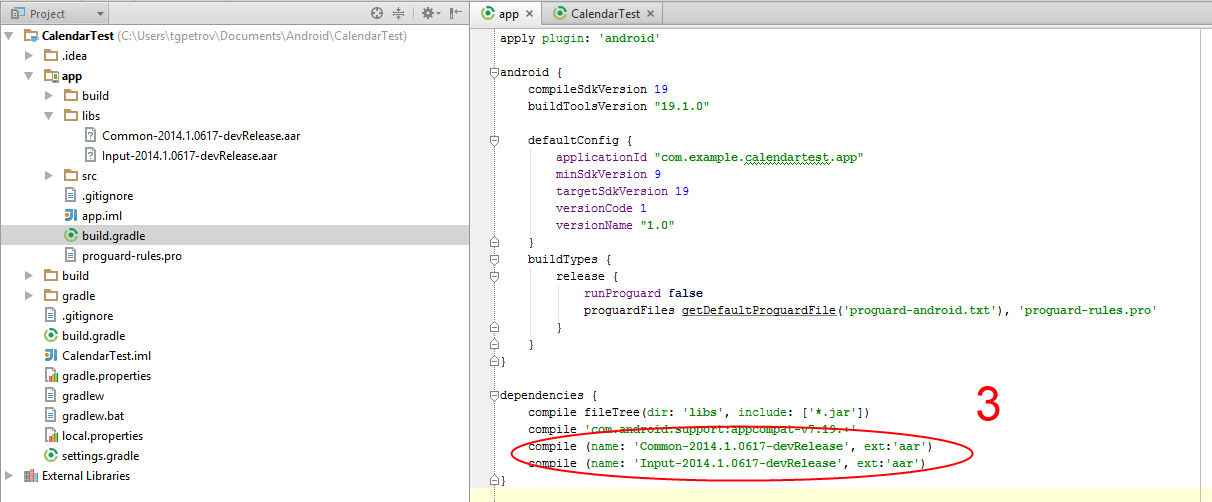 Project
CalendarTest (C:\Users\tgpetrov\Documents\Android\CalendarTest)
.idea
app
build
libs
Common-2014.1.0617-devRelease.aar
Input-2014.1.0617-devRelease.aar
src
.gitignore
app.iml
build.gradle
proguard-rules.pro
build
gradle
.gitignore
build.gradle
CalendarTest.iml
gradle.properties
gradlew
gradlew.bat
local.properties
settings.gradle
External Libraries
app
CalendarTest
apply plugin: 'android'
android {
compileSdkVersion 19
buildToolsVersion "19.1.0"
defaultConfig {
applicationId "com.example.calendartest.app"
minSdkVersion 9
targetSdkVersion 19
versionCode 1
versionName "1.0"
}
buildTypes {
release {
runProguard false
proguardFiles getDefaultProguardFile('proguard-android.txt'), 'proguard-rules.pro'
}
}
}
dependencies {
compile fileTree(dir: 'libs', include: ['*.jar'])
compile 'com.android.support:appcompat-v7:19.+'
compile (name: 'Common-2014.1.0617-devRelease', ext:'aar')
compile (name: 'Input-2014.1.0617-devRelease', ext:'aar')
}
3